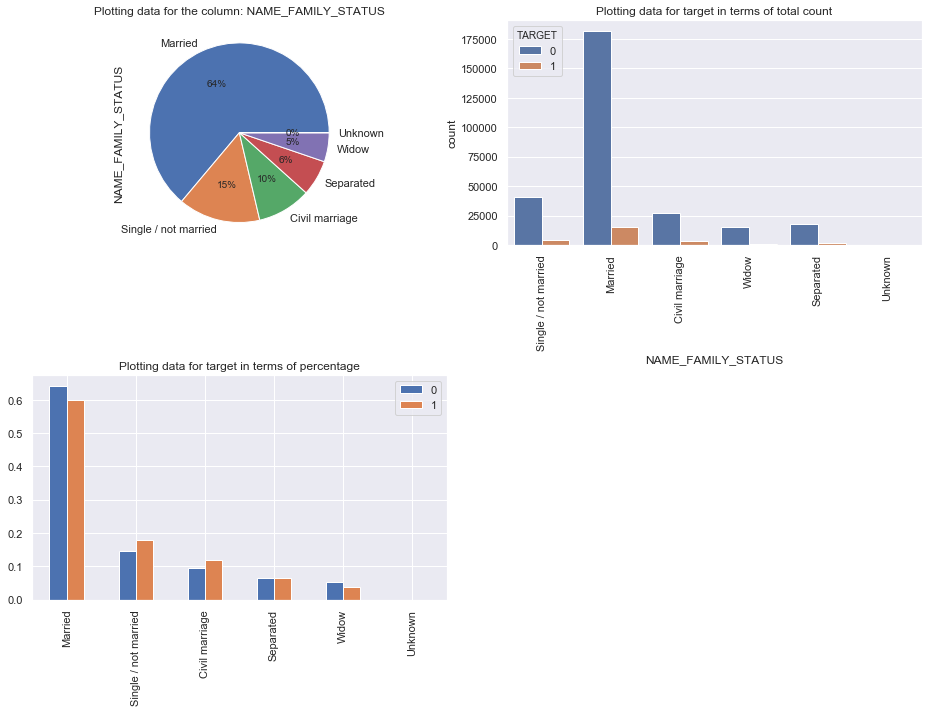 Plotting data for the column: NAME_FAMILY_STATUS
NAME_FAMILY_STATUS
Married
64%
15%
10%
6%
5%
0%
Unknown
Widow
Separated
Civil marriage
Single / not married
Plotting data for target in terms of total count
TARGET
0
1
count
175000
150000
125000
100000
75000
50000
25000
0
Single / not married
Married
Civil marriage
Widow
Separated
Unknown
NAME_FAMILY_STATUS
Plotting data for target in terms of percentage
0
1
0.6
0.5
0.4
0.3
0.2
0.1
0.0
Married
Single / not married
Civil marriage
Separated
Widow
Unknown